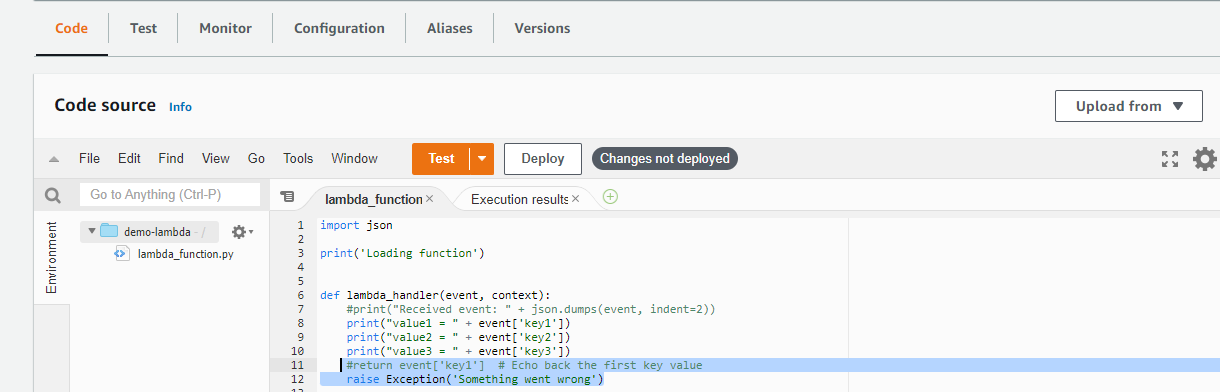 Code Test Monitor Configuration Aliases Versions
Code source Info
Upload from
File Edit Find View Go Tools Window Test Deploy Changes not deployed
Go to Anything (Ctrl-P)
lambda_function Execution results
Environment
demo-lambda - /
lambda_function.py
1 import json
2
3 print('Loading function')
4
5
6 def lambda_handler(event, context):
7 #print("Received event: " + json.dumps(event, indent=2))
8 print("value1 = " + event['key1'])
9 print("value2 = " + event['key2'])
10 print("value3 = " + event['key3'])
11 #return event['key1']  # Echo back the first key value
12 raise Exception('Something went wrong')